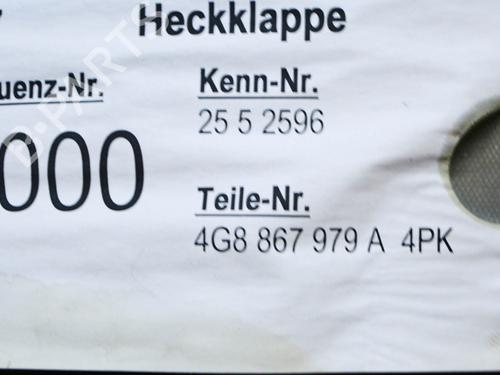 Heckklappe
uenz-Nr.
Kenn-Nr.
25 5 2596
000
Teile-Nr.
4G8 867 979 A 4PK